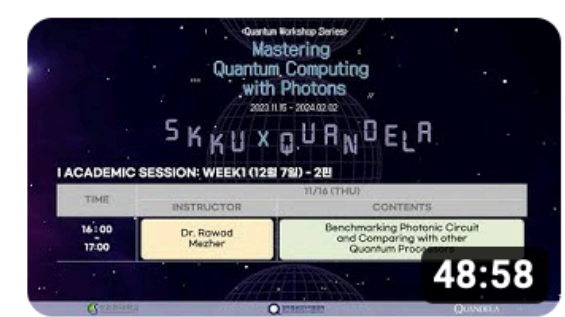 <Quantum Workshop Series>
Mastering
Quantum Computing
with Photons
2023.11.15 - 2024.02.02
SKKU X QUANDELA
I ACADEMIC SESSION: WEEK1 (12월 7일) - 2편
TIME
11/16 (THU)
INSTRUCTOR
CONTENTS
16:00
~
17:00
Dr. Rawad
Mezher
Benchmarking Photonic Circuit
and Comparing with other
Quantum Processors
48:58
QUANDELA